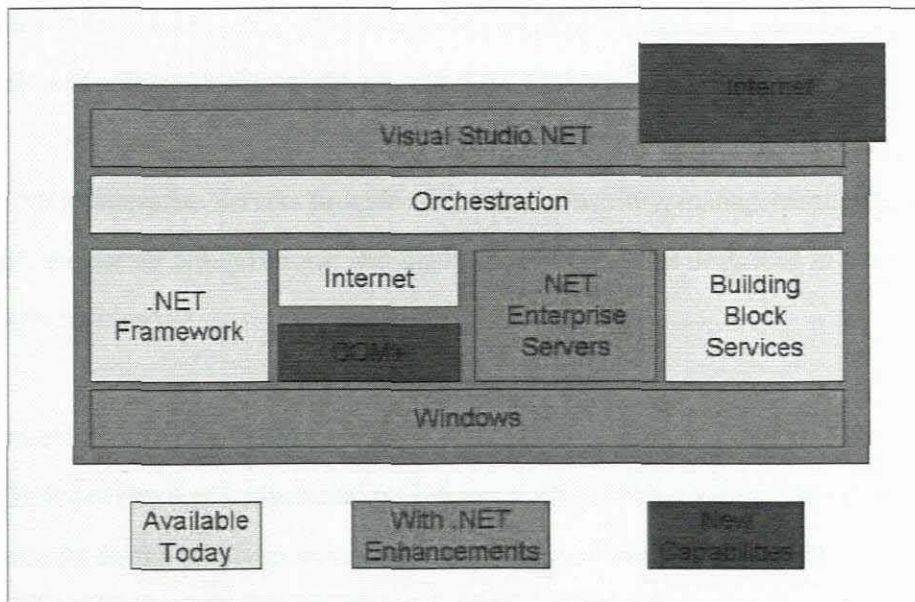 Internet
Visual Studio.NET
Orchestration
.NET
Framework
Internet
COM+
.NET
Enterprise
Servers
Building
Block
Services
Windows
Available
Today
With .NET
Enhancements
New
Capabilities